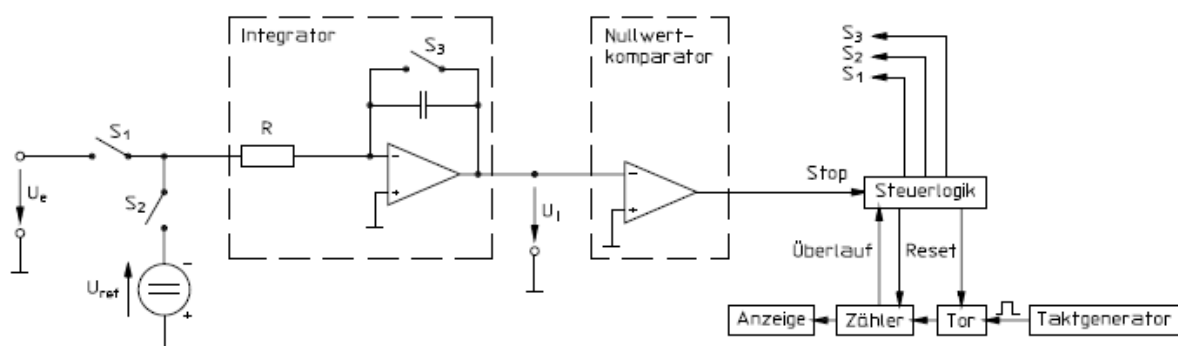 Integrator
S3
Nullwert-
komparator
S3
S2
S1
S1
R
−
+
−
+
Stop
Steuerlogik
Ue
S2
UI
Überlauf
Reset
Uref
−
+
Anzeige
Zähler
Tor
Taktgenerator